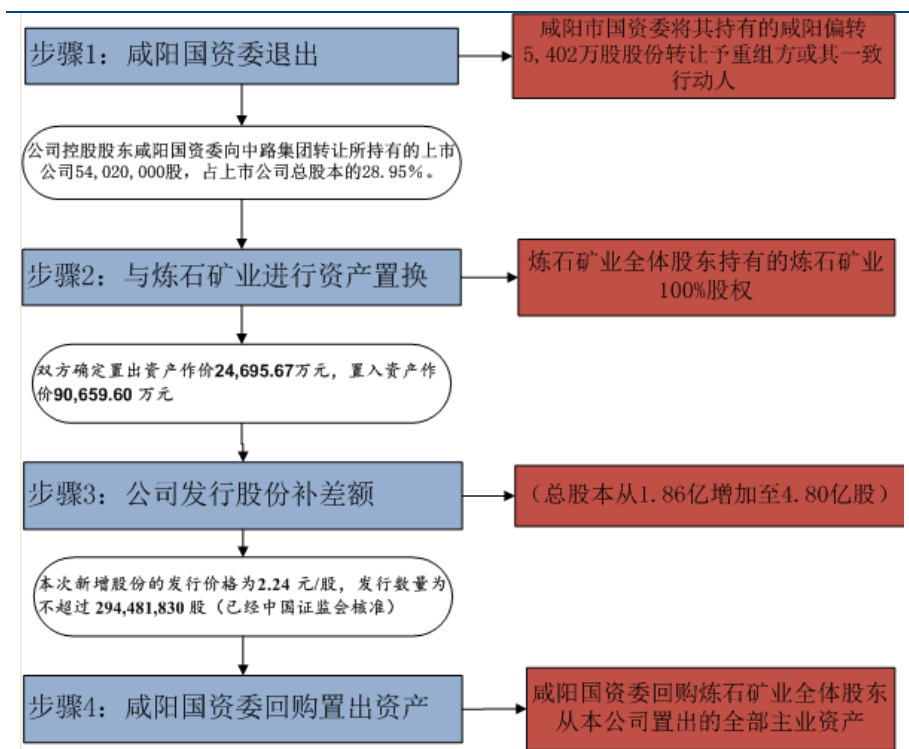 步骤1：咸阳国资委退出
咸阳市国资委将其持有的咸阳偏转
5,402万股股份转让予重组方或其一致
行动人
公司控股股东咸阳国资委向中路集团转让所持有的上市
公司54,020,000股，占上市公司总股本的28.95%。
步骤2：与炼石矿业进行资产置换
炼石矿业全体股东持有的炼石矿业
100%股权
双方确定置出资产作价24,695.67万元，置入资产作
价90,659.60 万元
步骤3：公司发行股份补差额
（总股本从1.86亿增加至4.80亿股）
本次新增股份的发行价格为2.24 元/股，发行数量为
不超过 294,481,830 股（已经中国证监会核准）
步骤4：咸阳国资委回购置出资产
咸阳国资委回购炼石矿业全体股东
从本公司置出的全部主业资产